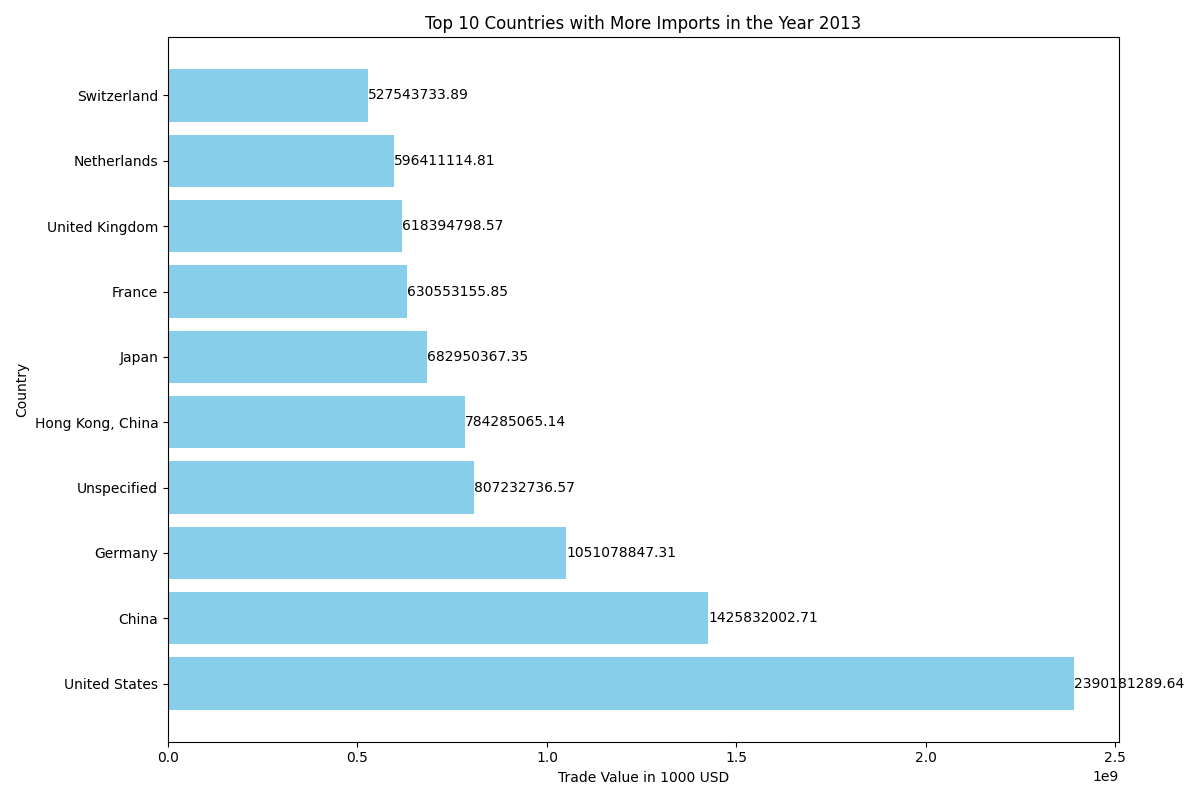 Top 10 Countries with More Imports in the Year 2013
Country
Switzerland 527543733.89
Netherlands 596411114.81
United Kingdom 618394798.57
France 630553155.85
Japan 682950367.35
Hong Kong, China 784285065.14
Unspecified 807232736.57
Germany 1051078847.31
China 1425832002.71
United States 2390181289.64
0.0 0.5 1.0 1.5 2.0 2.5
Trade Value in 1000 USD 1e9